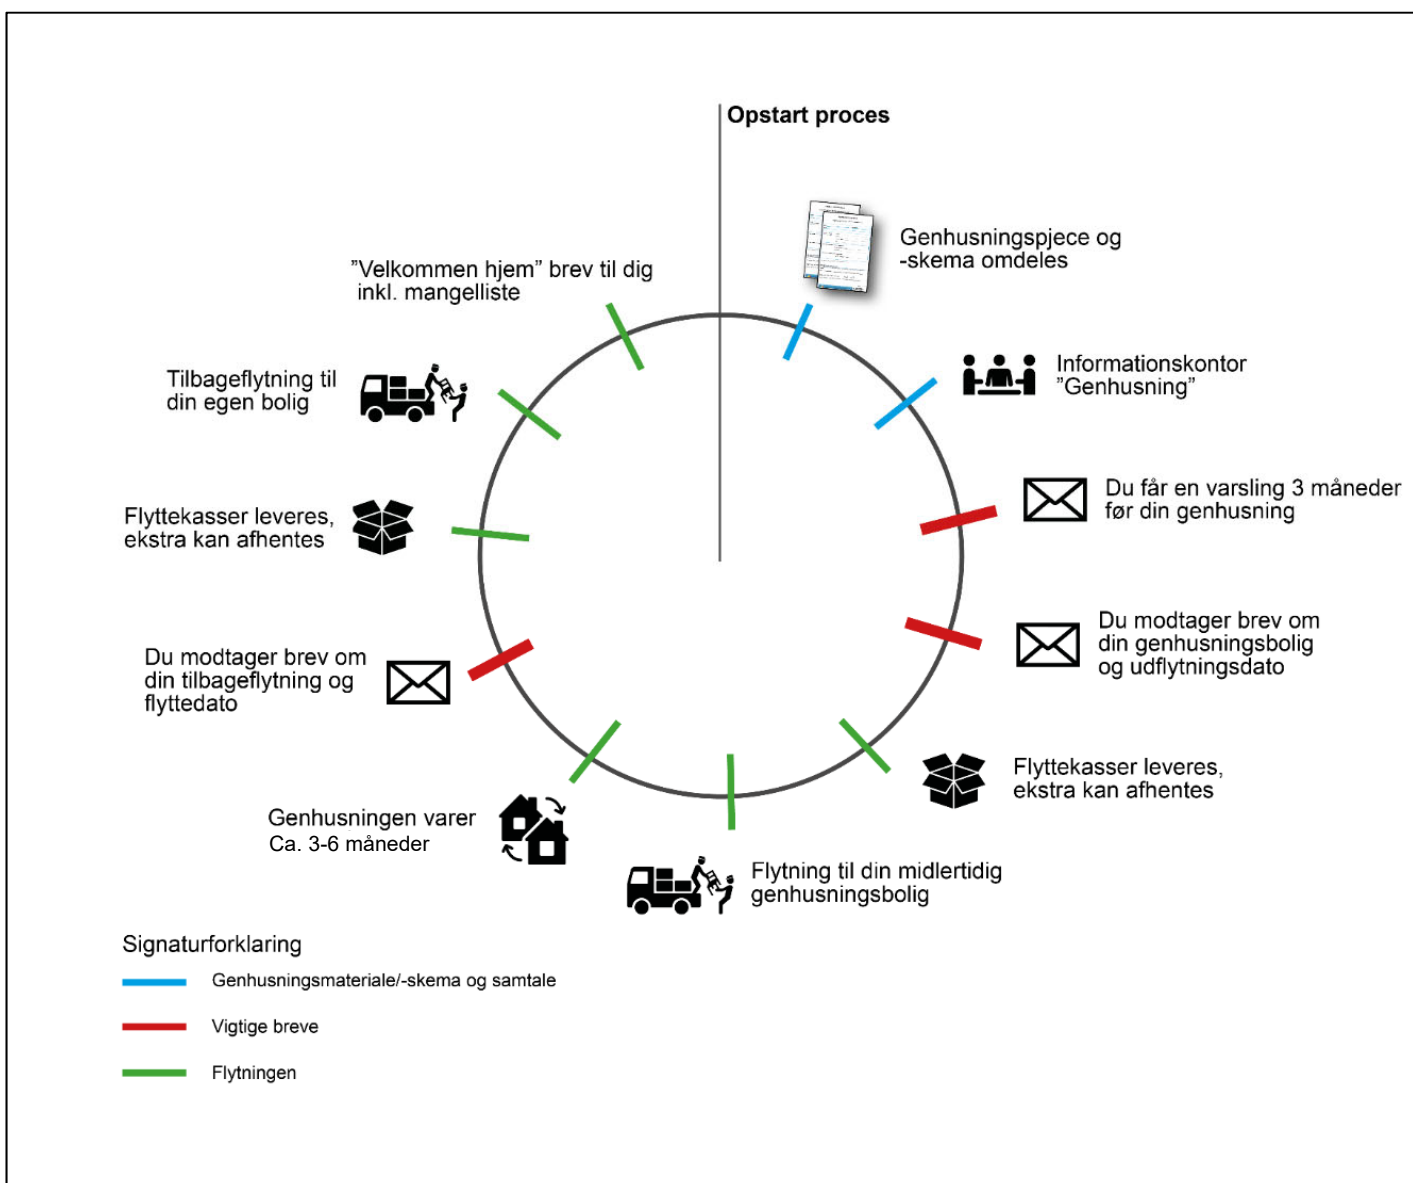 Opstart proces
Genhusningspjece og
-skema omdeles
Informationskontor
"Genhusning"
Du får en varsling 3 måneder
før din genhusning
Du modtager brev om
din genhusningsbolig
og udflytningsdato
Flyttekasser leveres,
ekstra kan afhentes
Flytning til din midlertidig
genhusningsbolig
Genhusningen varer
Ca. 3-6 måneder
Du modtager brev om
din tilbageflytning og
flyttedato
Flyttekasser leveres,
ekstra kan afhentes
Tilbageflytning til
din egen bolig
"Velkommen hjem" brev til dig
inkl. mangelliste
Signaturforklaring
Genhusningsmateriale/-skema og samtale
Vigtige breve
Flytningen